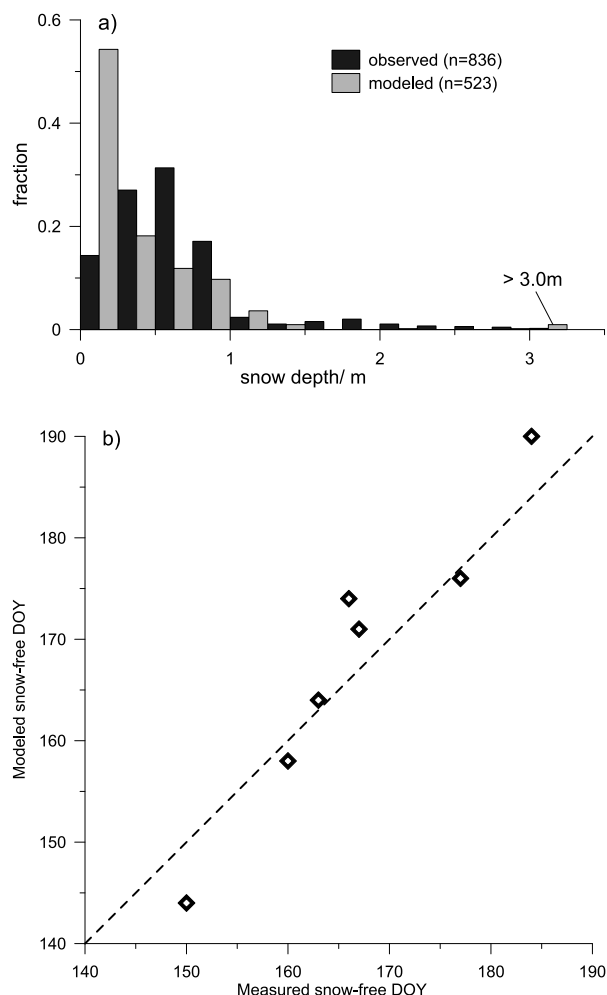 a)
0.6
0.4
0.2
0
fraction
observed (n=836)
modeled (n=523)
> 3.0m
0 1 2 3
snow depth/ m
b)
190
180
170
160
150
140
Modeled snow-free DOY
140 150 160 170 180 190
Measured snow-free DOY